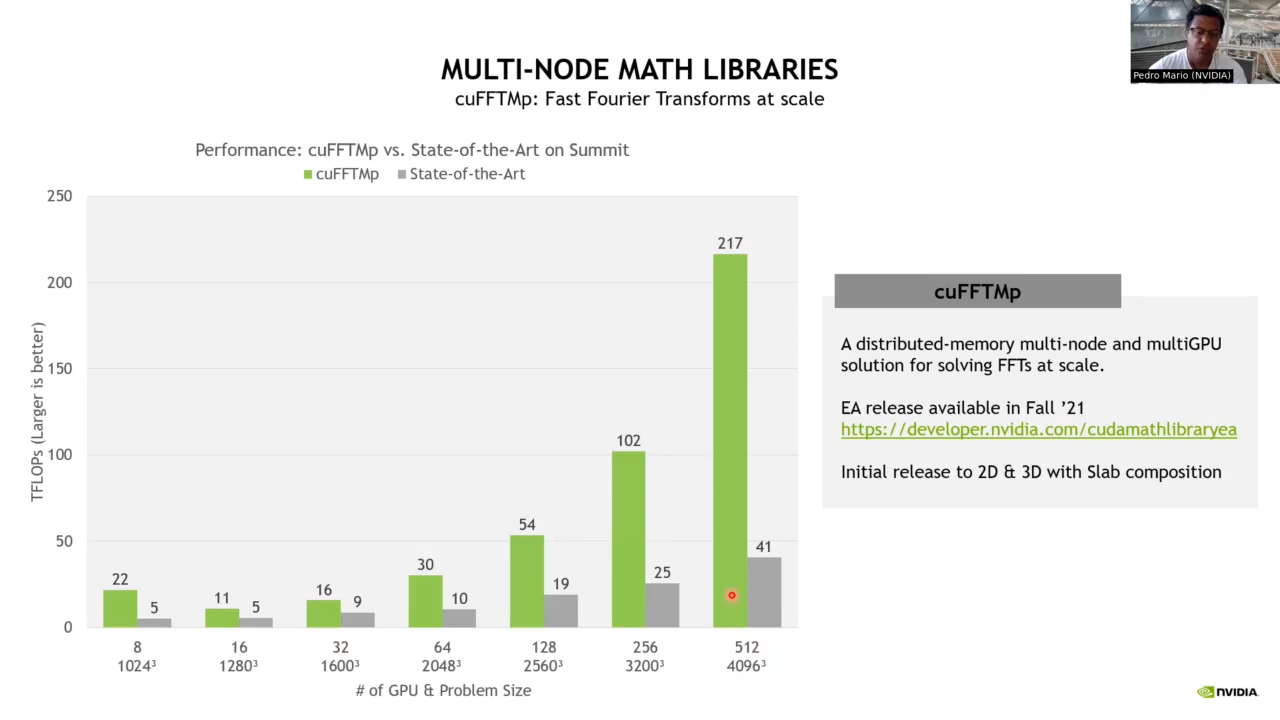 Pedro Mario (NVIDIA)
MULTI-NODE MATH LIBRARIES
cuFFTMp: Fast Fourier Transforms at scale
Performance: cuFFTMp vs. State-of-the-Art on Summit
cuFFTMp State-of-the-Art
TFLOPs (Larger is better)
250
200
150
100
50
0
22 5
11 5
16 9
30 10
54 19
102 25
217 41
8 16 32 64 128 256 512
1024³ 1280³ 1600³ 2048³ 2560³ 3200³ 4096³
# of GPU & Problem Size
cuFFTMp
A distributed-memory multi-node and multiGPU
solution for solving FFTs at scale.
EA release available in Fall ’21
https://developer.nvidia.com/cudamathlibraryea
Initial release to 2D & 3D with Slab composition
NVIDIA.